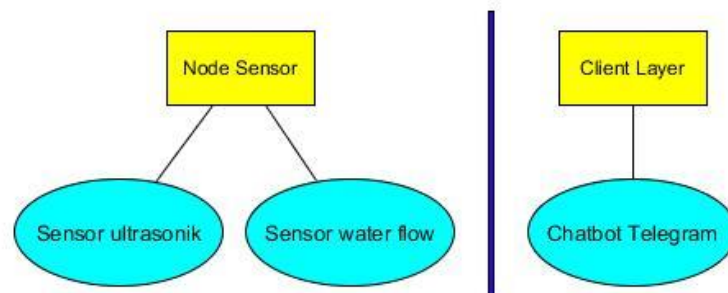 Node Sensor
Client Layer
Sensor ultrasonik
Sensor water flow
Chatbot Telegram